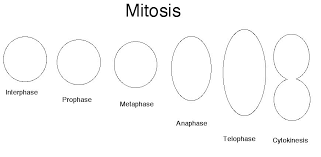 Mitosis
Interphase
Prophase
Metaphase
Anaphase
Telophase
Cytokinesis